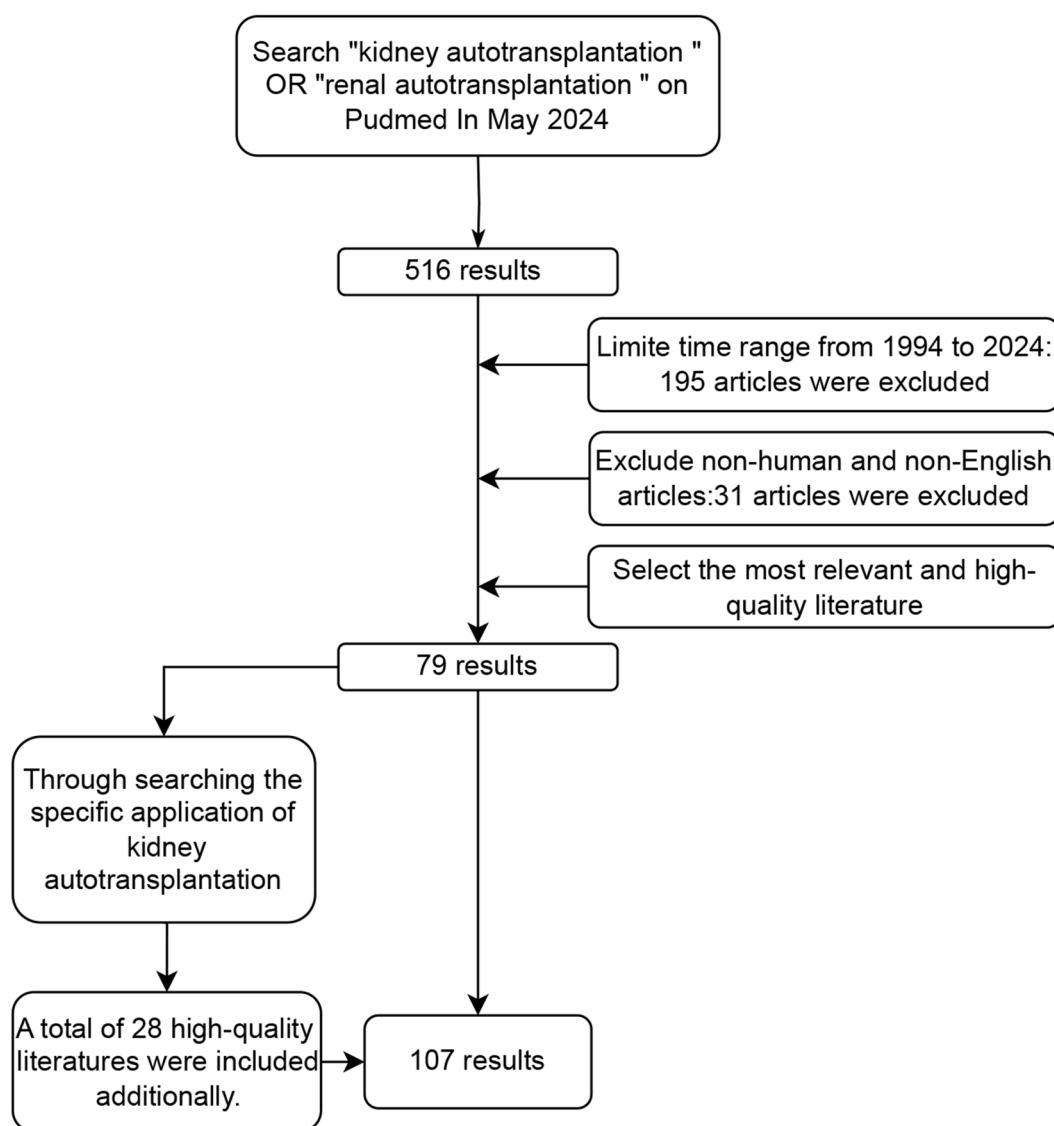 Search "kidney autotransplantation "
OR "renal autotransplantation " on
Pudmed In May 2024
516 results
Limite time range from 1994 to 2024:
195 articles were excluded
Exclude non-human and non-English
articles:31 articles were excluded
Select the most relevant and high-
quality literature
79 results
Through searching the
specific application of
kidney
autotransplantation
A total of 28 high-quality
literatures were included
additionally.
107 results